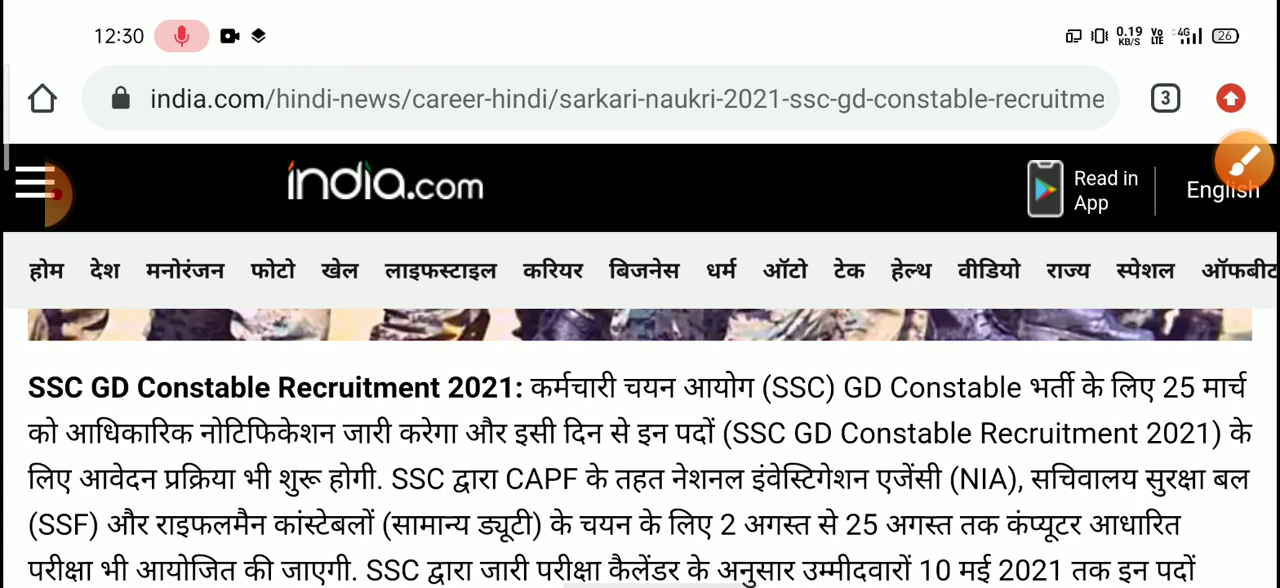 12:30
0.19 KB/S Vo LTE 4G 26
india.com/hindi-news/career-hindi/sarkari-naukri-2021-ssc-gd-constable-recruitme
3
india.com
Read in
App
English
होम देश मनोरंजन फोटो खेल लाइफस्टाइल करियर बिजनेस धर्म ऑटो टेक हेल्थ वीडियो राज्य स्पेशल ऑफबीट
SSC GD Constable Recruitment 2021: कर्मचारी चयन आयोग (SSC) GD Constable भर्ती के लिए 25 मार्च
को आधिकारिक नोटिफिकेशन जारी करेगा और इसी दिन से इन पदों (SSC GD Constable Recruitment 2021) के
लिए आवेदन प्रक्रिया भी शुरू होगी. SSC द्वारा CAPF के तहत नेशनल इंवेस्टिगेशन एजेंसी (NIA), सचिवालय सुरक्षा बल
(SSF) और राइफलमैन कांस्टेबलों (सामान्य ड्यूटी) के चयन के लिए 2 अगस्त से 25 अगस्त तक कंप्यूटर आधारित
परीक्षा भी आयोजित की जाएगी. SSC द्वारा जारी परीक्षा कैलेंडर के अनुसार उम्मीदवारों 10 मई 2021 तक इन पदों